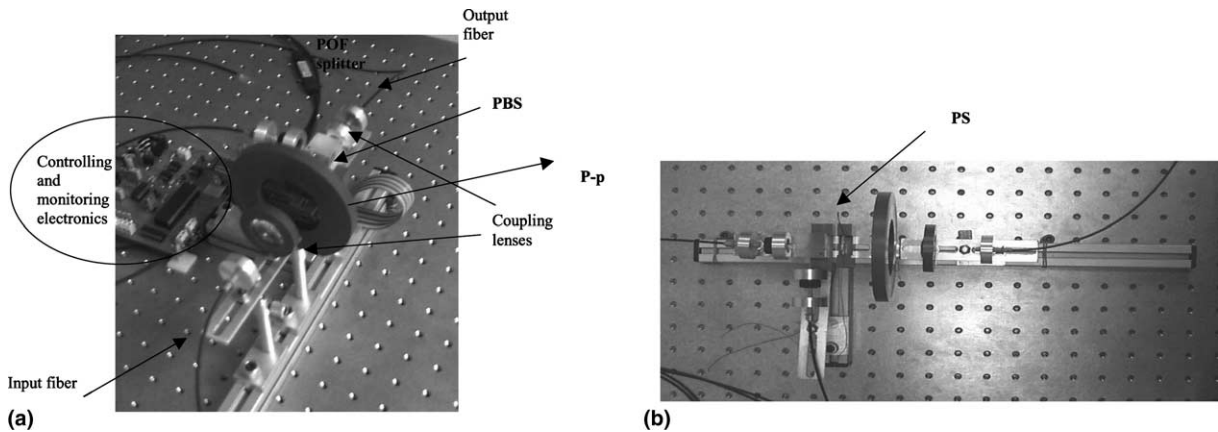 Output
fiber
POF
splitter
PBS
Controlling
and
monitoring
electronics
P-p
Coupling
lenses
Input fiber
(a)
PS
(b)